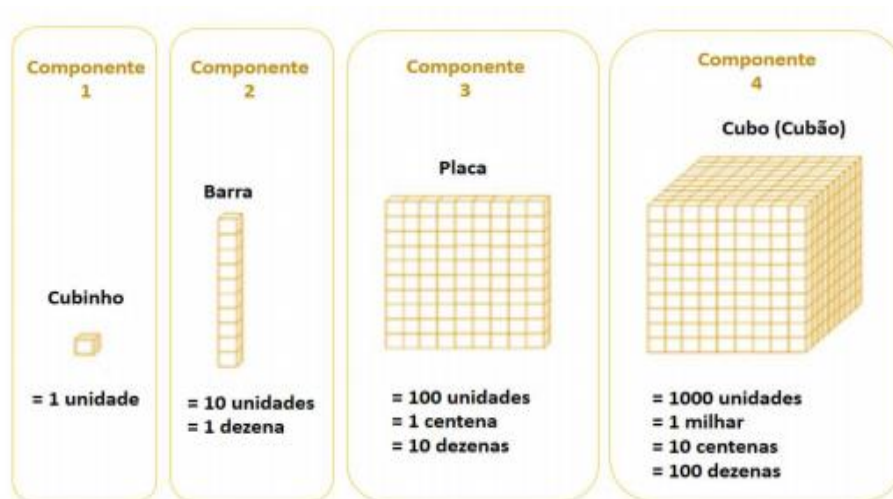 Componente
1
Cubinho
= 1 unidade
Componente
2
Barra
= 10 unidades
= 1 dezena
Componente
3
Placa
= 100 unidades
= 1 centena
= 10 dezenas
Componente
4
Cubo (Cubão)
= 1000 unidades
= 1 milhar
= 10 centenas
= 100 dezenas